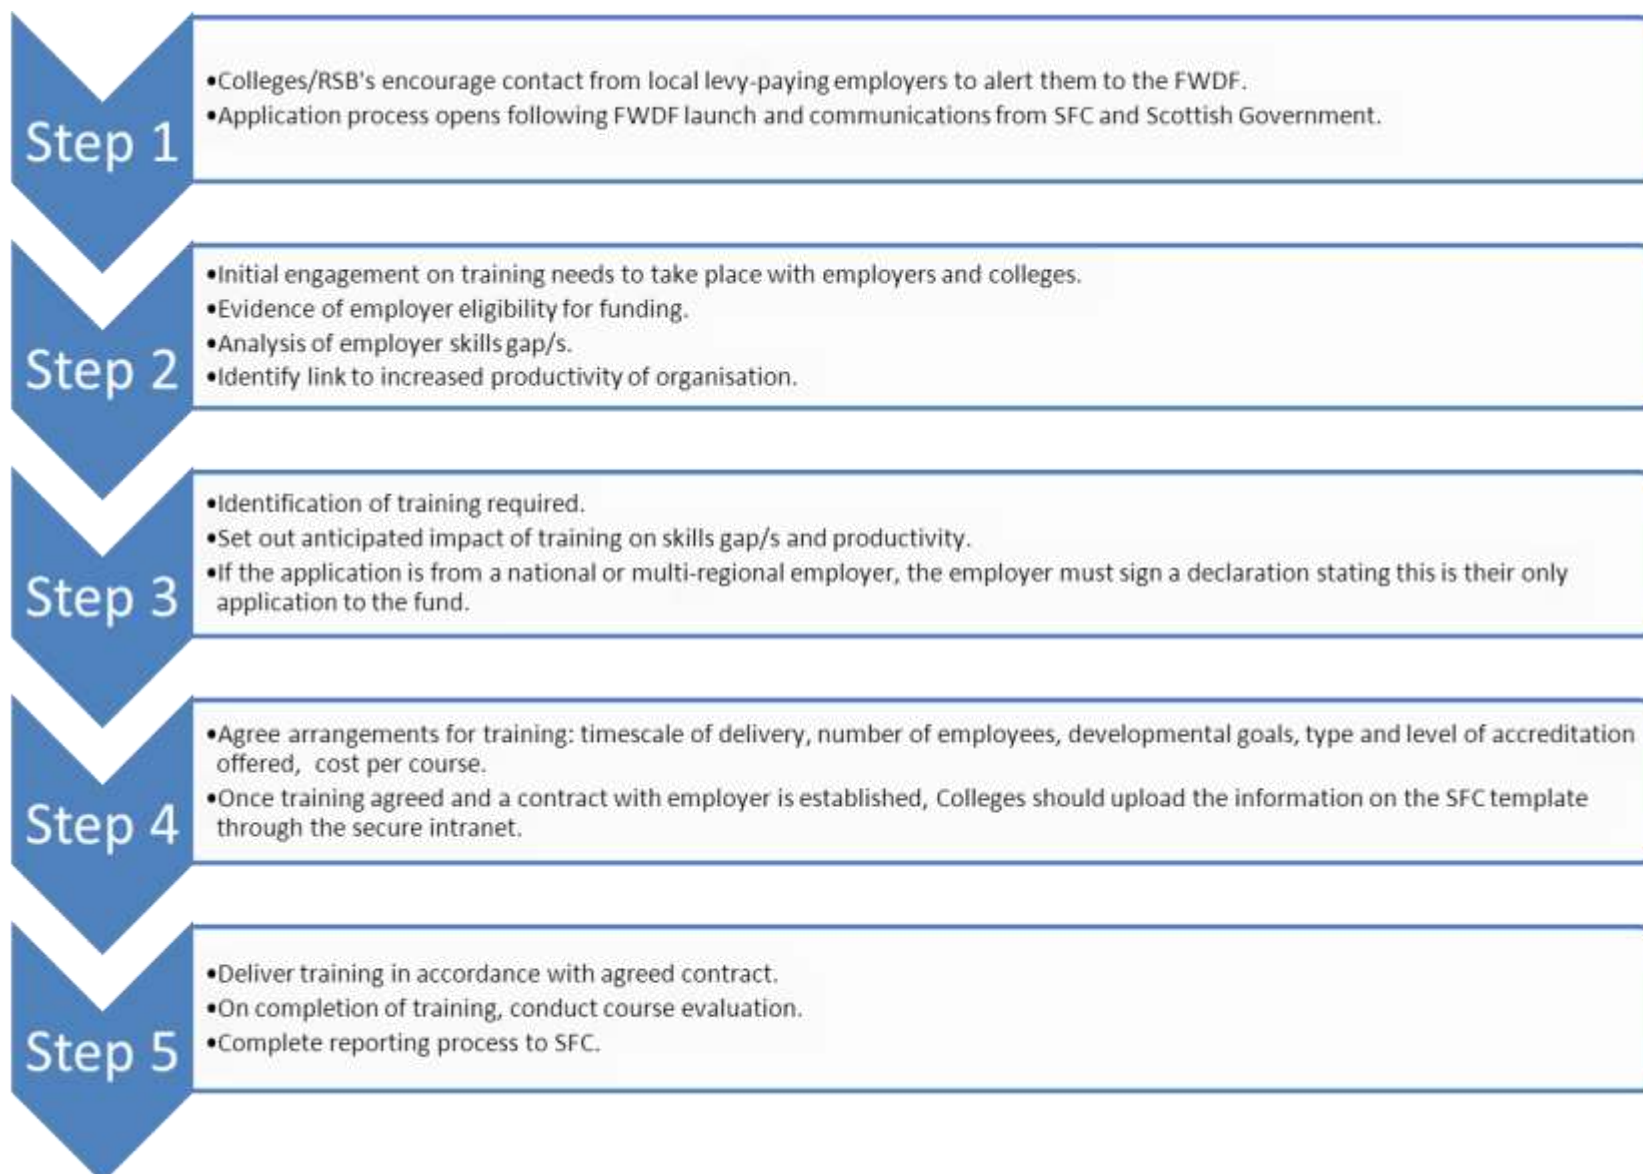 Step 1
•Colleges/RSB's encourage contact from local levy-paying employers to alert them to the FWDF.
•Application process opens following FWDF launch and communications from SFC and Scottish Government.
Step 2
•Initial engagement on training needs to take place with employers and colleges.
•Evidence of employer eligibility for funding.
•Analysis of employer skills gap/s.
•Identify link to increased productivity of organisation.
Step 3
•Identification of training required.
•Set out anticipated impact of training on skills gap/s and productivity.
•If the application is from a national or multi-regional employer, the employer must sign a declaration stating this is their only
application to the fund.
Step 4
•Agree arrangements for training: timescale of delivery, number of employees, developmental goals, type and level of accreditation
offered, cost per course.
•Once training agreed and a contract with employer is established, Colleges should upload the information on the SFC template
through the secure intranet.
Step 5
•Deliver training in accordance with agreed contract.
•On completion of training, conduct course evaluation.
•Complete reporting process to SFC.